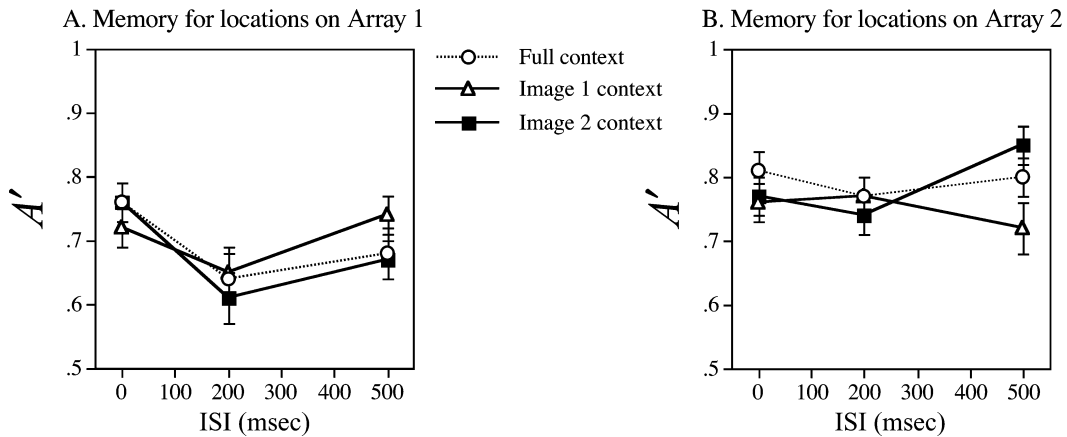 A. Memory for locations on Array 1
1
.9
.8
.7
.6
.5
A′
0 100 200 300 400 500
ISI (msec)
Full context
Image 1 context
Image 2 context
B. Memory for locations on Array 2
1
.9
.8
.7
.6
.5
A′
0 100 200 300 400 500
ISI (msec)